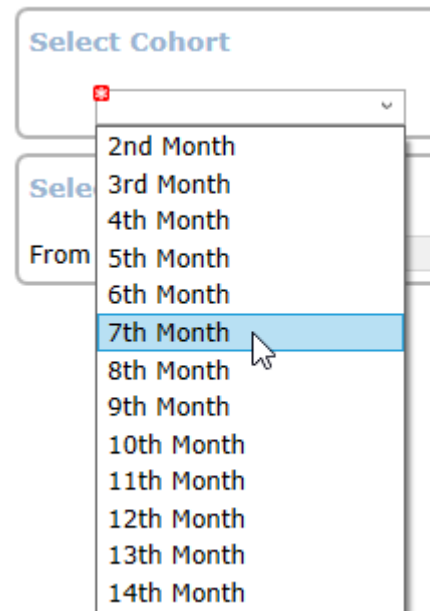 Select Cohort
2nd Month
Sele
3rd Month
4th Month
From
5th Month
6th Month
7th Month
8th Month
9th Month
10th Month
11th Month
12th Month
13th Month
14th Month